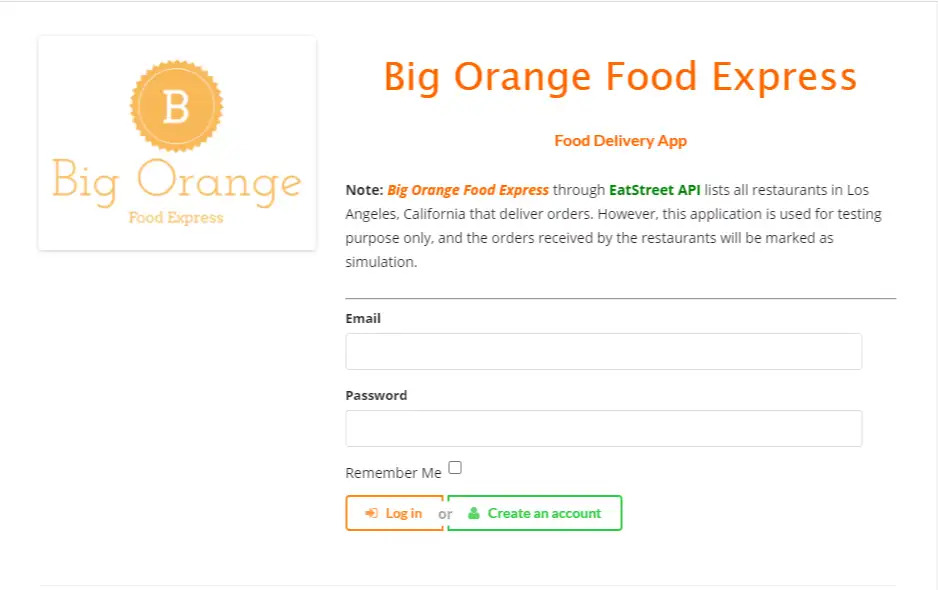 B
Big Orange
Food Express
Big Orange Food Express
Food Delivery App
Note: Big Orange Food Express through EatStreet API lists all restaurants in Los
Angeles, California that deliver orders. However, this application is used for testing
purpose only, and the orders received by the restaurants will be marked as
simulation.
Email
Password
Remember Me
Log in or Create an account